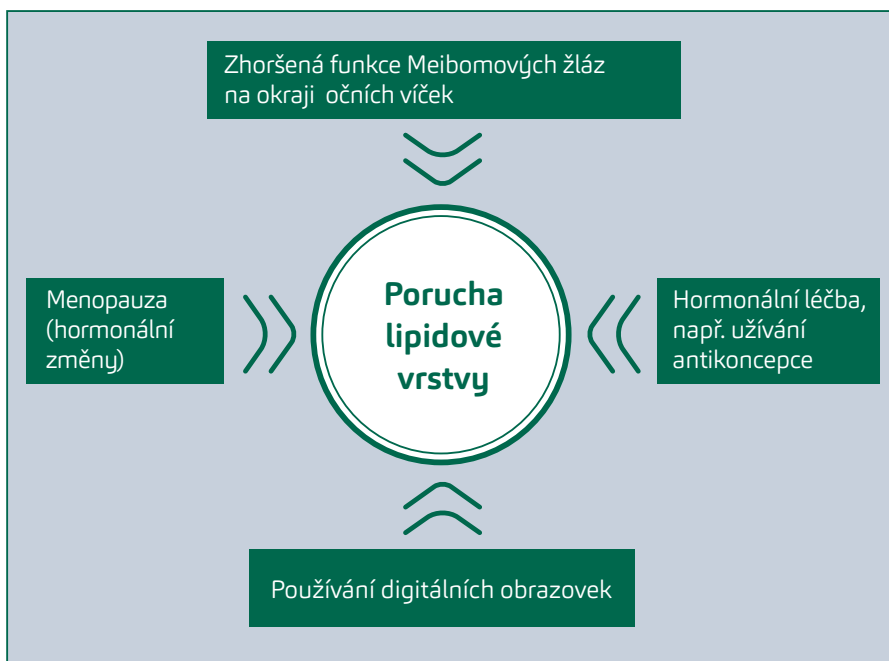 Zhoršená funkce Meibomových žláz
na okraji očních víček
Menopauza
(hormonální
změny)
Porucha
lipidové
vrstvy
Hormonální léčba,
např. užívání
antikoncepce
Používání digitálních obrazovek